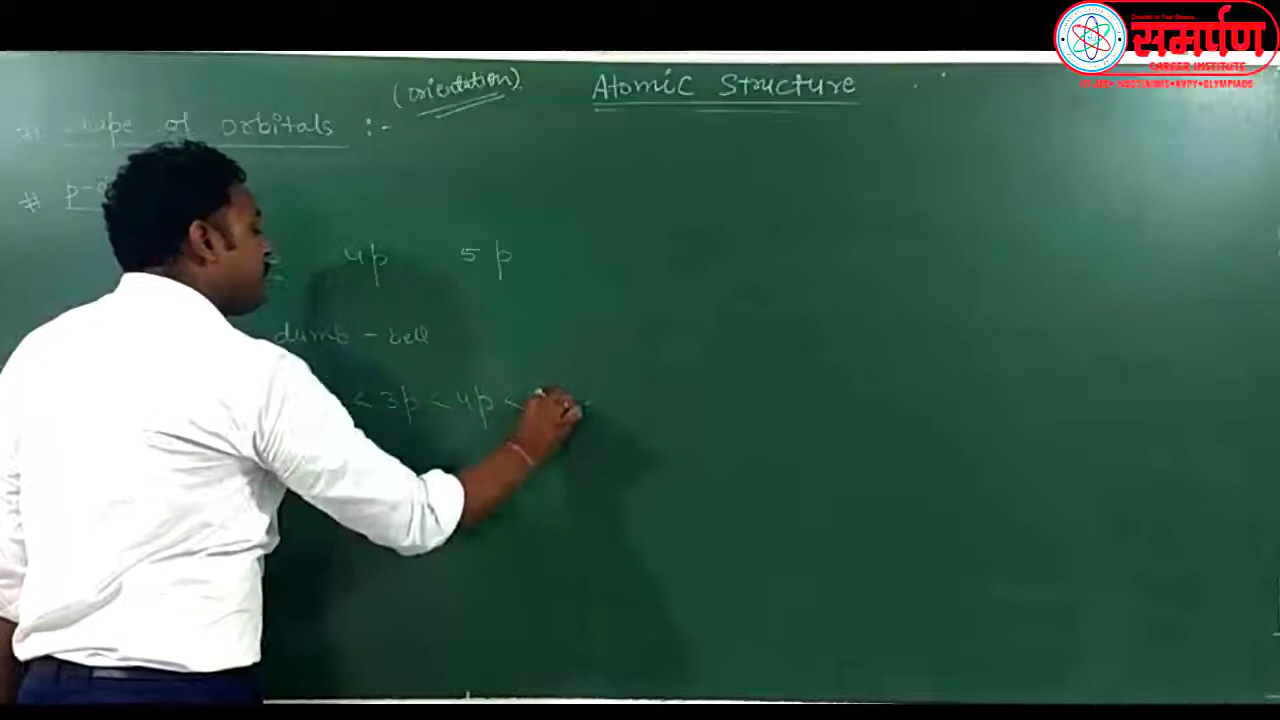 समर्पण
CAREER INSTITUTE
(orientation)
Atomic Structure
of orbitals :-
#
4p 5p
dumb-bell
< 3p < 4p <